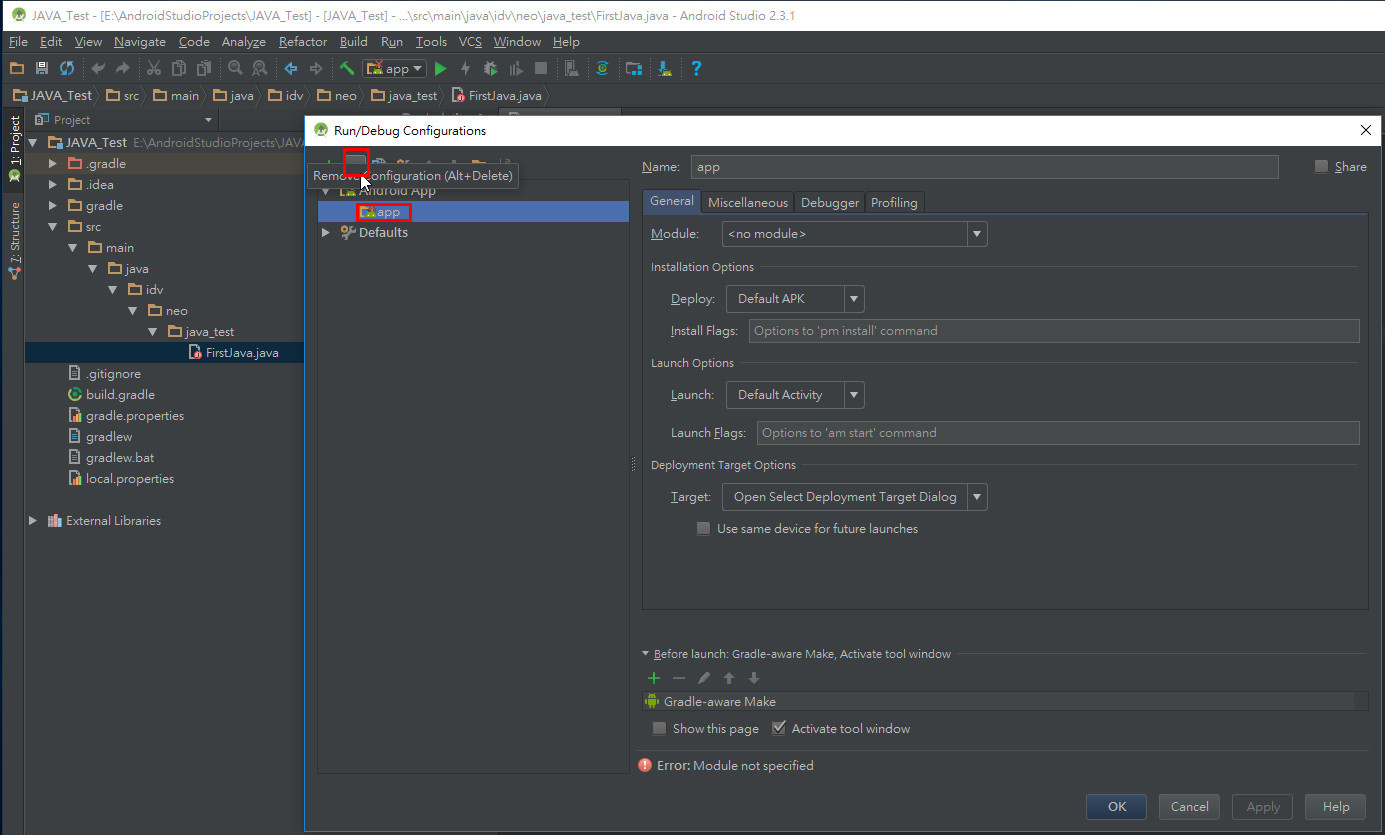 JAVA_Test - [E:\AndroidStudioProjects\JAVA_Test] - [JAVA_Test] - ...\src\main\java\idv\neo\java_test\FirstJava.java - Android Studio 2.3.1
File Edit View Navigate Code Analyze Refactor Build Run Tools VCS Window Help
app
JAVA_Test src main java idv neo java_test FirstJava.java
1: Project
7: Structure
Project
JAVA_Test E:\AndroidStudioProjects\JAVA
.gradle
.idea
gradle
src
main
java
idv
neo
java_test
FirstJava.java
.gitignore
build.gradle
gradle.properties
gradlew
gradlew.bat
local.properties
External Libraries
Run/Debug Configurations
Remove Configuration (Alt+Delete)
Android App
app
Defaults
Name: app Share
General Miscellaneous Debugger Profiling
Module: <no module>
Installation Options
Deploy: Default APK
Install Flags: Options to 'pm install' command
Launch Options
Launch: Default Activity
Launch Flags: Options to 'am start' command
Deployment Target Options
Target: Open Select Deployment Target Dialog
Use same device for future launches
Before launch: Gradle-aware Make, Activate tool window
Gradle-aware Make
Show this page Activate tool window
Error: Module not specified
OK Cancel Apply Help